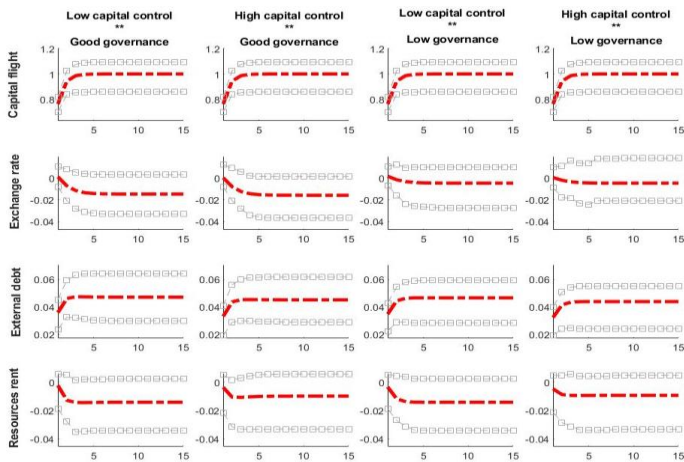 Low capital control High capital control Low capital control High capital control
** ** ** **
Good governance Good governance Low governance Low governance
Capital flight
1.2 1.2 1.2 1.2
1 1 1 1
0.8 0.8 0.8 0.8
5 10 15 5 10 15 5 10 15 5 10 15
Exchange rate
0 0 0 0
-0.02 -0.02 -0.02 -0.02
-0.04 -0.04 -0.04 -0.04
5 10 15 5 10 15 5 10 15 5 10 15
External debt
0.06 0.06 0.06 0.06
0.04 0.04 0.04 0.04
0.02 0.02 0.02 0.02
5 10 15 5 10 15 5 10 15 5 10 15
Resources rent
0 0 0 0
-0.02 -0.02 -0.02 -0.02
-0.04 -0.04 -0.04 -0.04
5 10 15 5 10 15 5 10 15 5 10 15